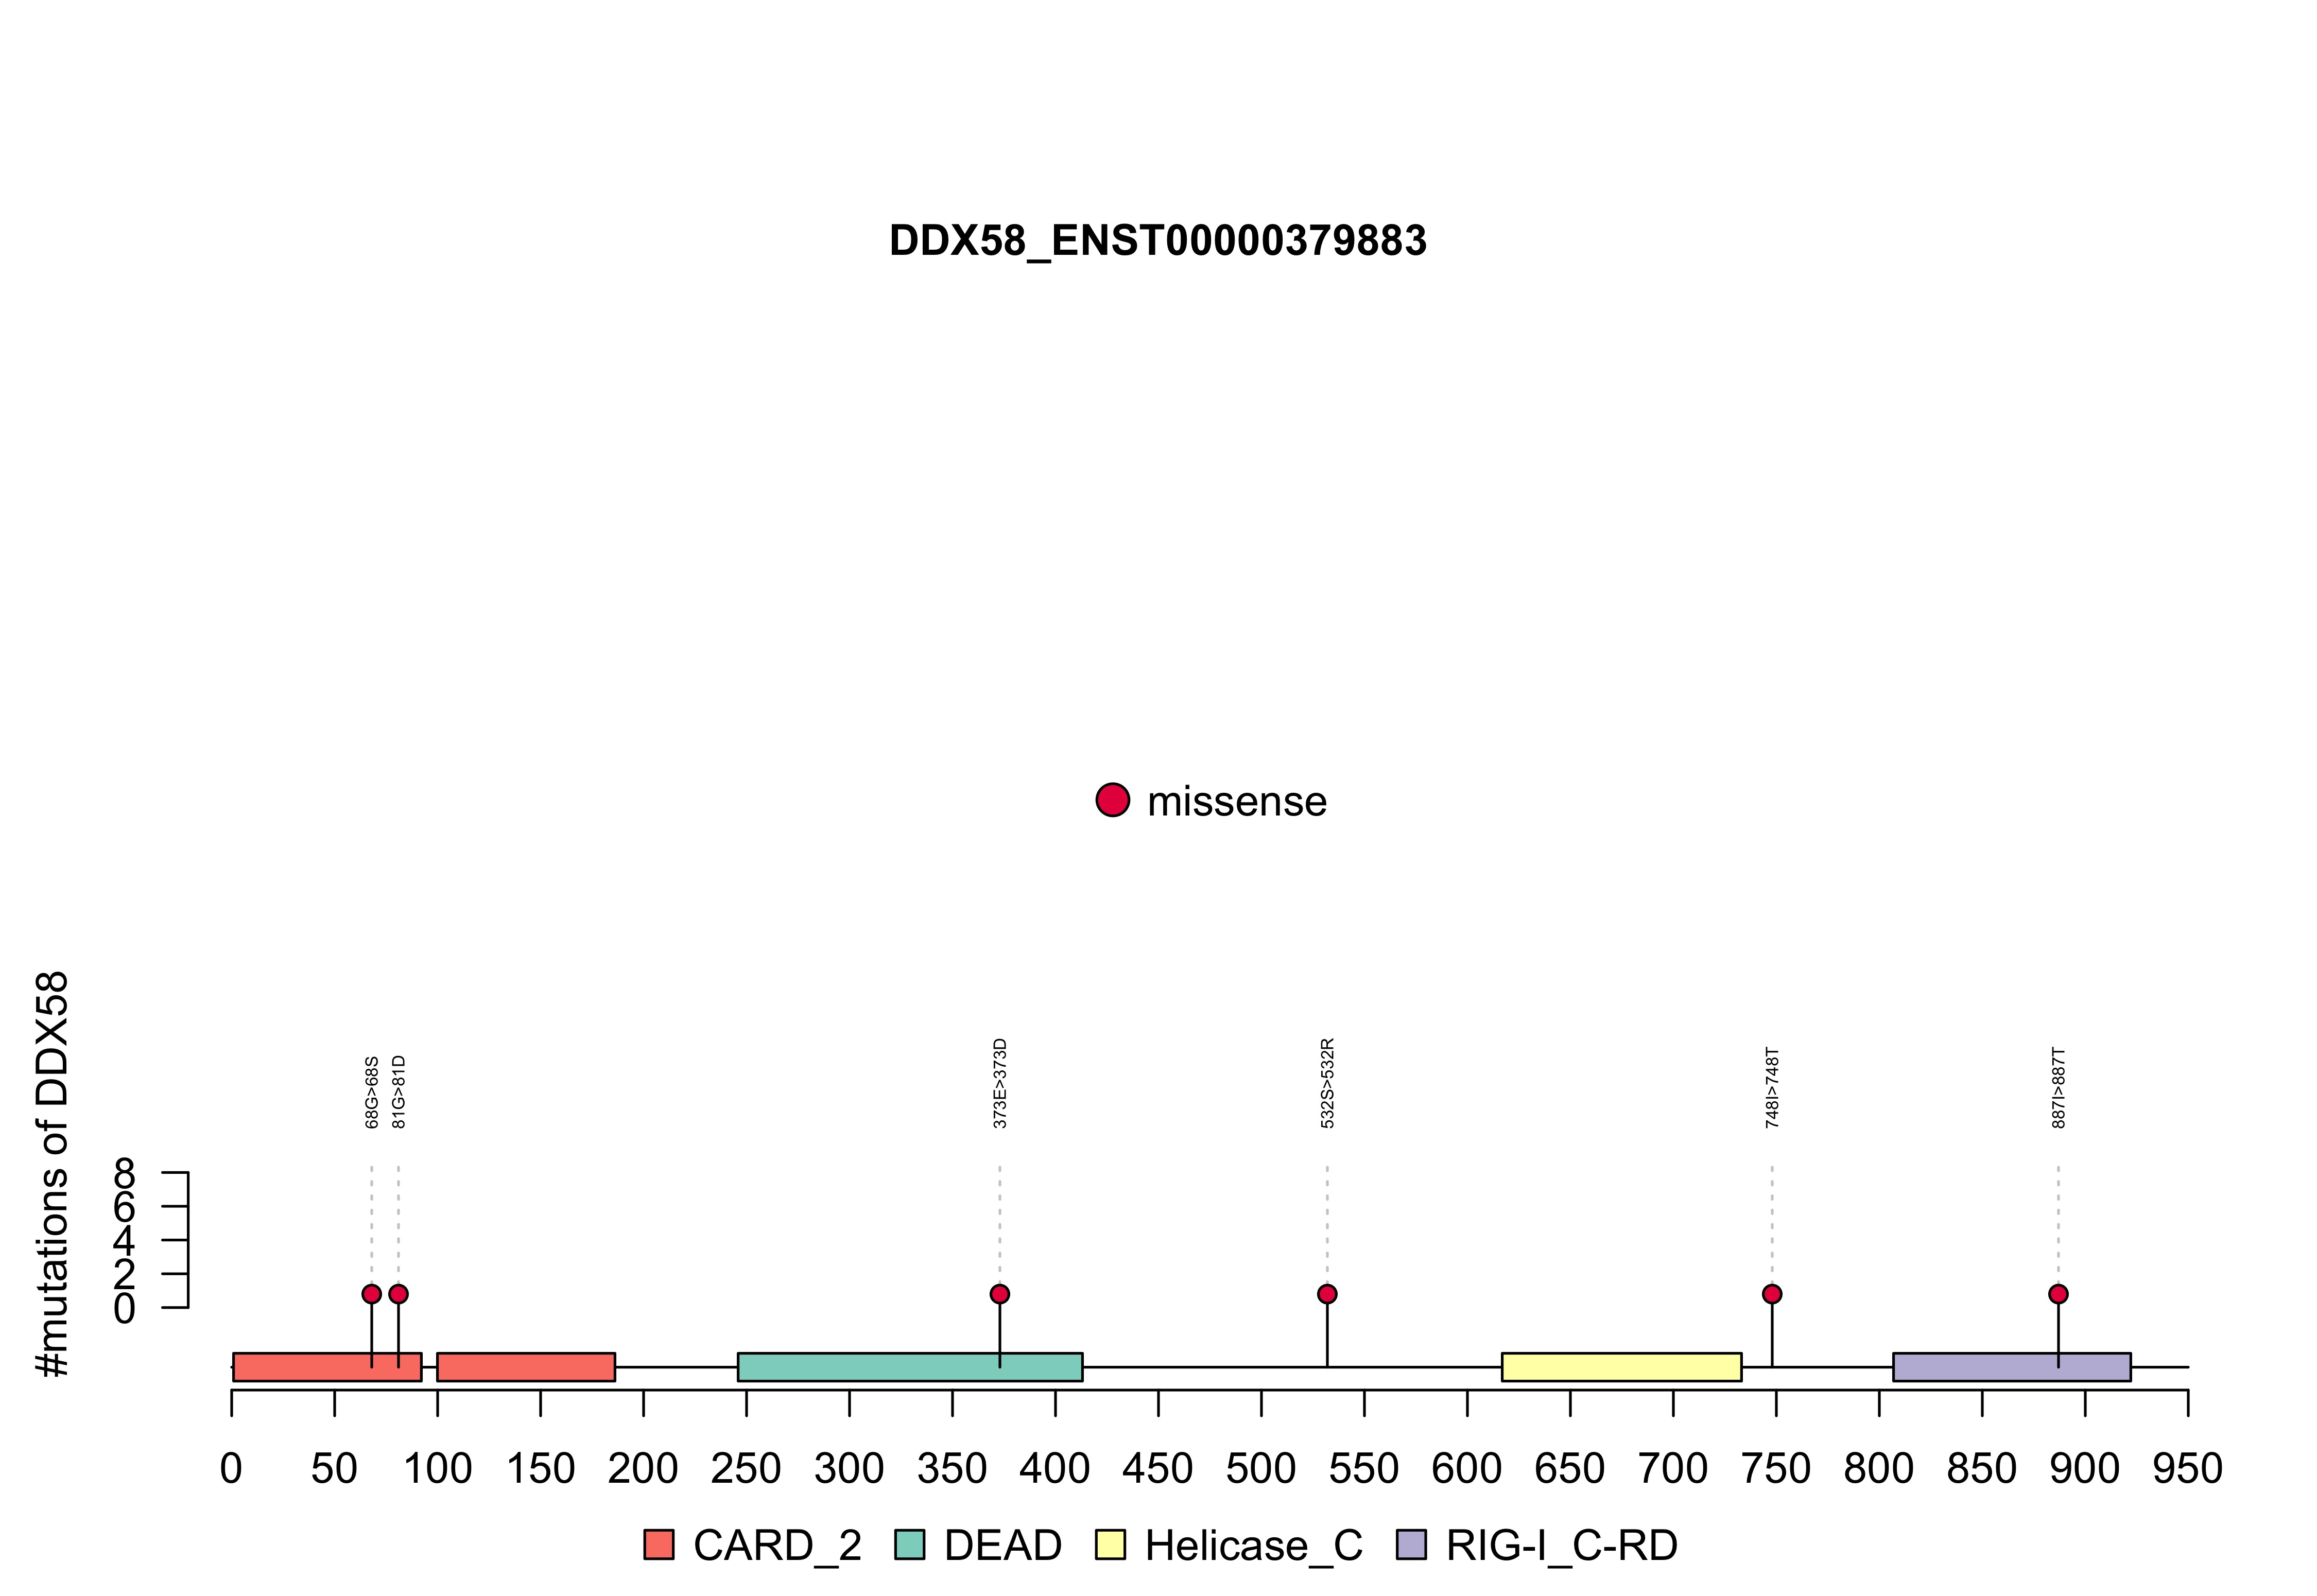 DDX58_ENST00000379883
missense
#mutations of DDX58
68G>68S
81G>81D
373E>373D
532S>532R
748I>748T
887I>887T
8
6
4
2
0
0 50 100 150 200 250 300 350 400 450 500 550 600 650 700 750 800 850 900 950
CARD_2 DEAD Helicase_C RIG-I_C-RD